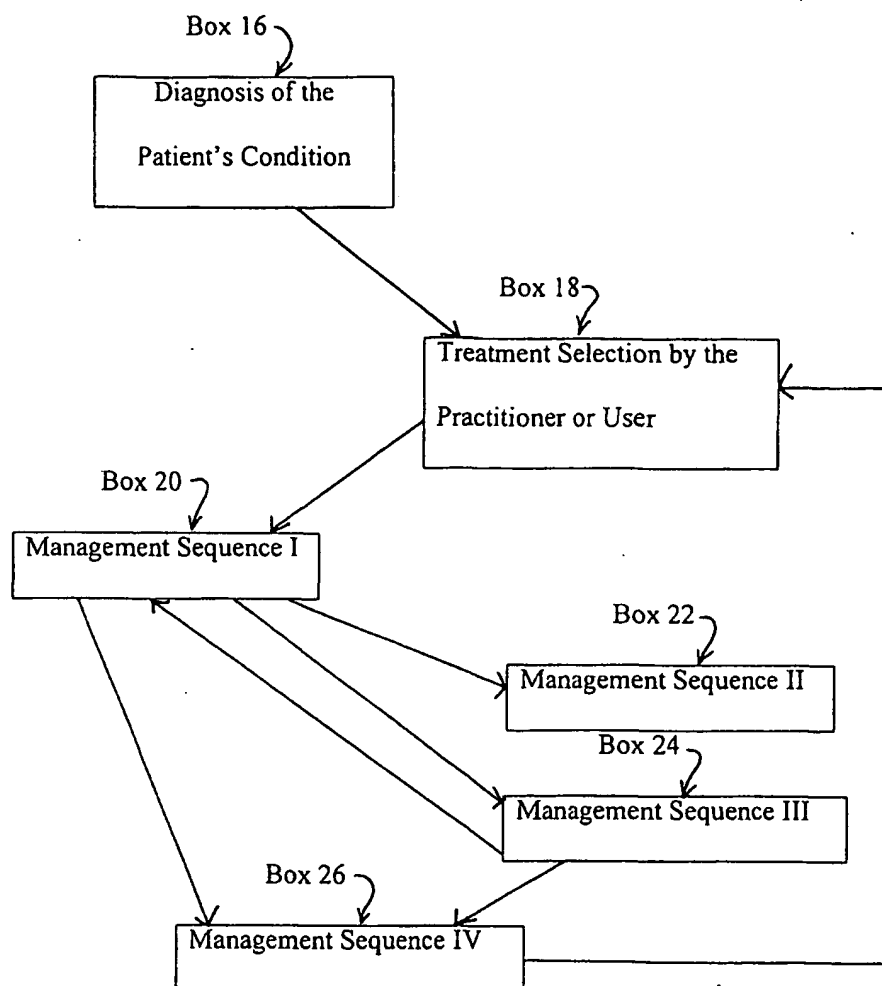 Box 16
Diagnosis of the
Patient's Condition
Box 18
Treatment Selection by the
Practitioner or User
Box 20
Management Sequence I
Box 22
Management Sequence II
Box 24
Management Sequence III
Box 26
Management Sequence IV